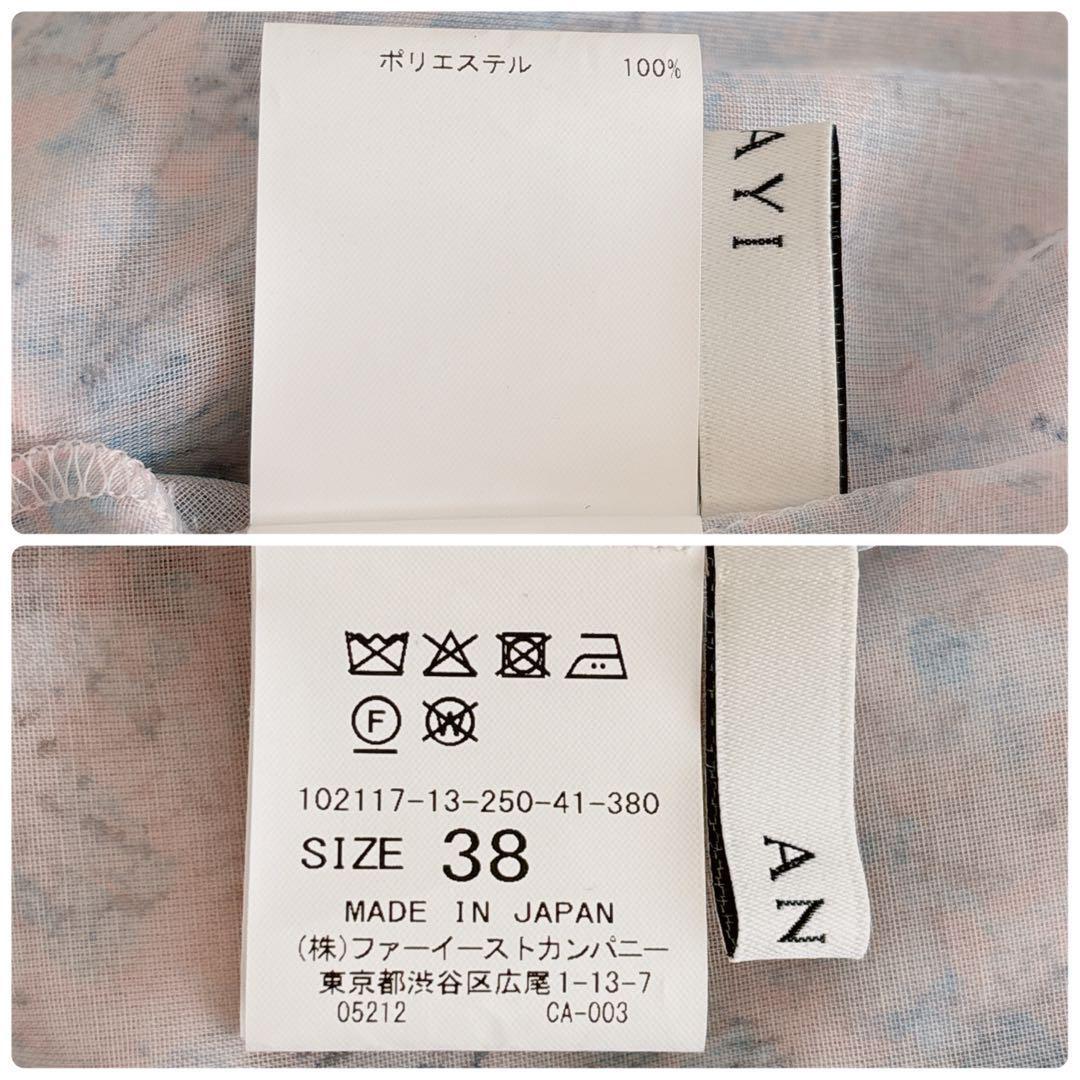 ポリエステル 100%
AYI
F W
102117-13-250-41-380
SIZE 38
MADE IN JAPAN
(株)ファーイーストカンパニー
東京都渋谷区広尾1-13-7
05212 CA-003
AN